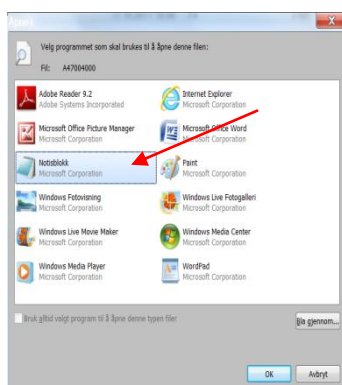 Åpne i...
Velg programmet som skal brukes til å åpne denne filen:
Fil: A47004000
Adobe Reader 9.2
Adobe Systems Incorporated
Internet Explorer
Microsoft Corporation
Microsoft Office Picture Manager
Microsoft Corporation
Microsoft Office Word
Microsoft Corporation
Notisblokk
Microsoft Corporation
Paint
Microsoft Corporation
Windows Fotovisning
Microsoft Corporation
Windows Live Fotogalleri
Microsoft Corporation
Windows Live Movie Maker
Microsoft Corporation
Windows Media Center
Microsoft Corporation
Windows Media Player
Microsoft Corporation
WordPad
Microsoft Corporation
Bruk alltid valgt program til å åpne denne typen filer
Bla gjennom...
OK
Avbryt